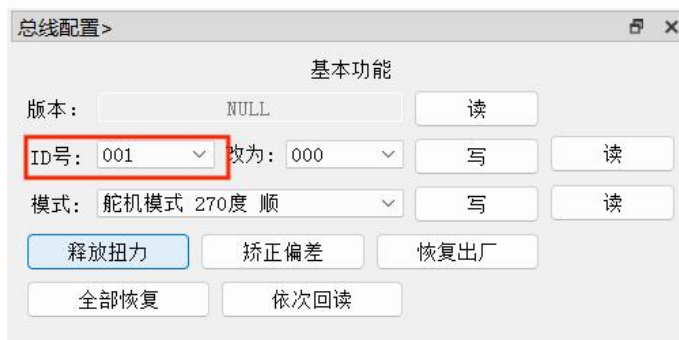 总线配置>
基本功能
版本： NULL 读
ID号： 001 改为： 000 写 读
模式： 舵机模式 270度 顺 写 读
释放扭力 矫正偏差 恢复出厂
全部恢复 依次回读